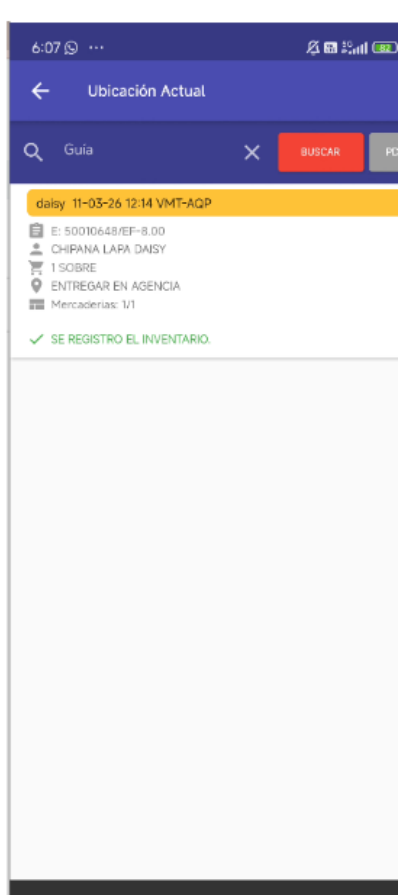 6:07 ...
82
Ubicación Actual
Guía
BUSCAR
daisy 11-03-26 12:14 VMT-AQP
E: 50010648/EF-8.00
CHIPANA LAPA DAISY
1 SOBRE
ENTREGAR EN AGENCIA
Mercaderias: 1/1
SE REGISTRO EL INVENTARIO.